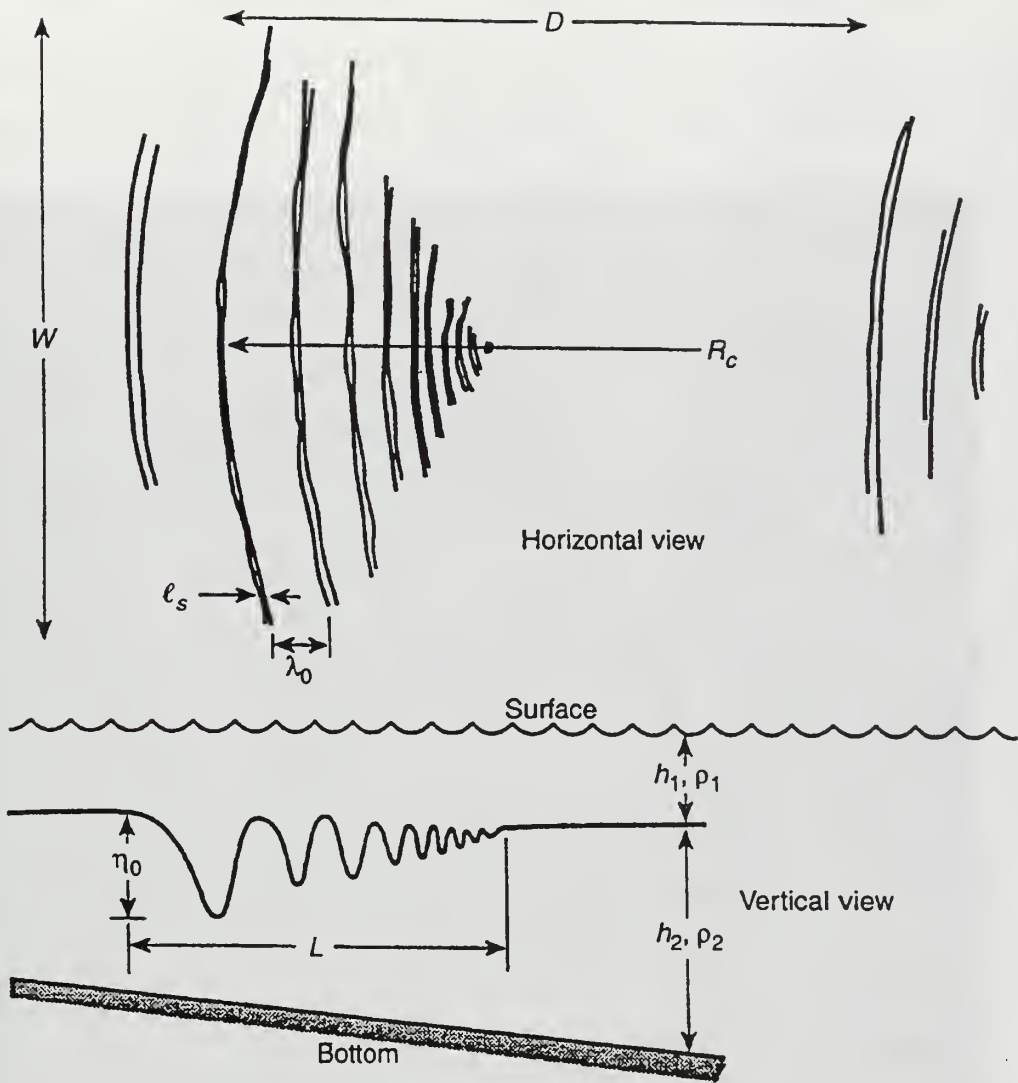 D
W
R_c
Horizontal view
ℓ_s
λ_0
Surface
h_1, ρ_1
η_0
Vertical view
L
h_2, ρ_2
Bottom